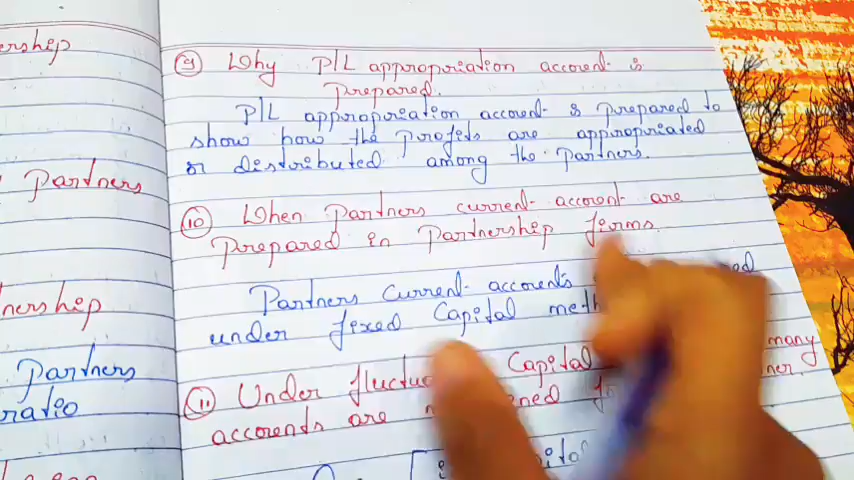 ership
Partners
nership
Partners
ratio
9 Why P/L appropriation account is
prepared.
P/L appropriation account is prepared to
show how the profits are appropriated
or distributed among the partners.
10 When Partners current account are
prepared in Partnership firms.
Partners current accounts
under fixed Capital meth
11 Under fluctu Capital many
accounts are ned ner.